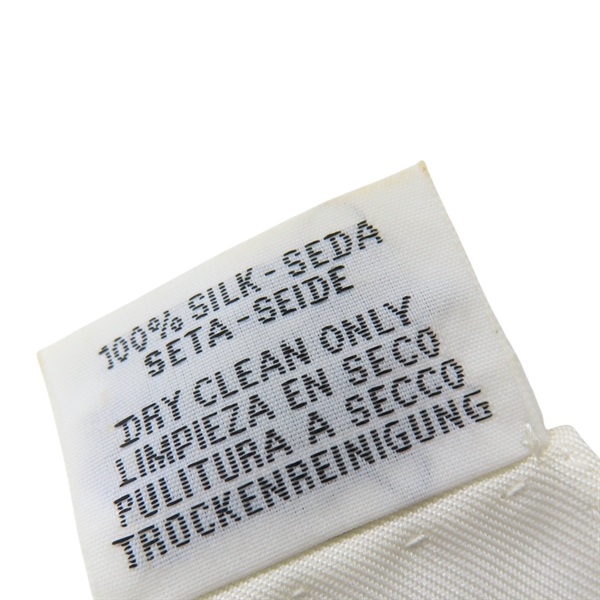 100% SILK-SEDA
SETA-SEIDE
DRY CLEAN ONLY
LIMPIEZA EN SECO
PULITURA A SECCO
TROCKENREINIGUNG